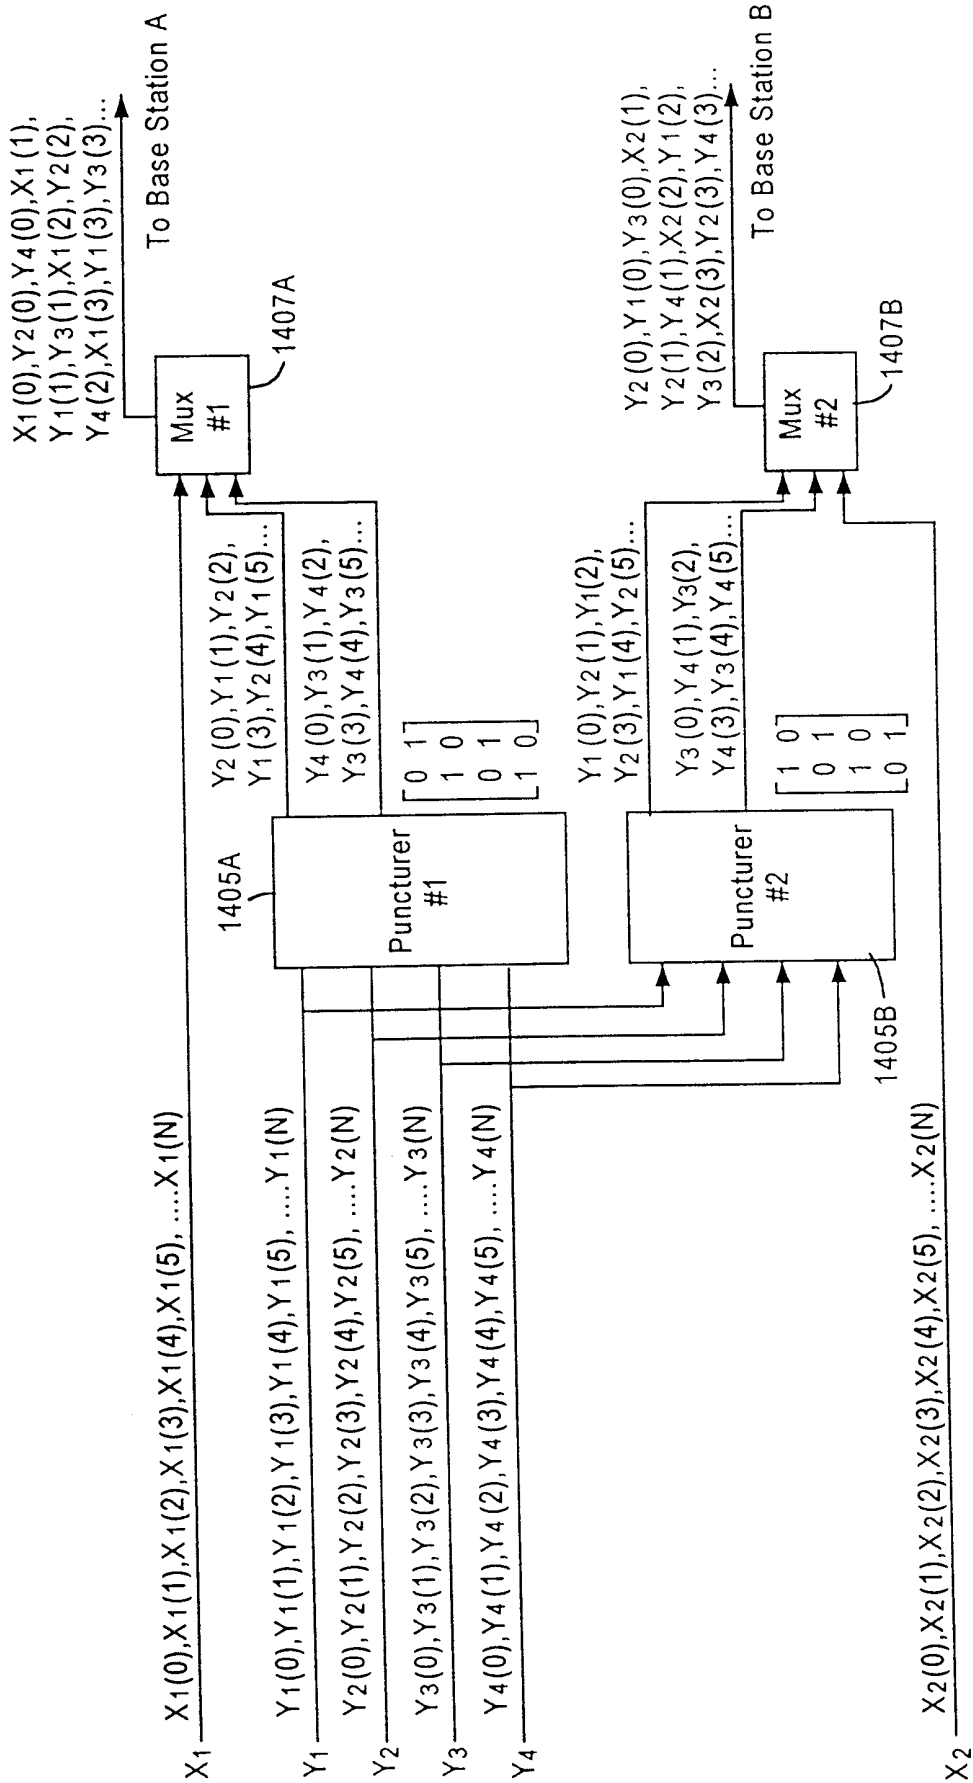 X1
X1(0),X1(1),X1(2),X1(3),X1(4),X1(5), ....X1(N)
Y1
Y1(0),Y1(1),Y1(2),Y1(3),Y1(4),Y1(5), ....Y1(N)
Y2
Y2(0),Y2(1),Y2(2),Y2(3),Y2(4),Y2(5), ....Y2(N)
Y3
Y3(0),Y3(1),Y3(2),Y3(3),Y3(4),Y3(5), ....Y3(N)
Y4
Y4(0),Y4(1),Y4(2),Y4(3),Y4(4),Y4(5), ....Y4(N)
X2
X2(0),X2(1),X2(2),X2(3),X2(4),X2(5), ....X2(N)
1405A
Puncturer
#1
0 1
1 0
0 1
1 0
Y2(0),Y1(1),Y2(2),
Y1(3),Y2(4),Y1(5)...
Y4(0),Y3(1),Y4(2),
Y3(3),Y4(4),Y3(5)...
Mux
#1
1407A
X1(0),Y2(0),Y4(0),X1(1),
Y1(1),Y3(1),X1(2),Y2(2),
Y4(2),X1(3),Y1(3),Y3(3)...
To Base Station A
1405B
Puncturer
#2
1 0
0 1
1 0
0 1
Y1(0),Y2(1),Y1(2),
Y2(3),Y1(4),Y2(5)...
Y3(0),Y4(1),Y3(2),
Y4(3),Y3(4),Y4(5)...
Mux
#2
1407B
Y2(0),Y1(0),Y3(0),X2(1),
Y2(1),Y4(1),X2(2),Y1(2),
Y3(2),X2(3),Y2(3),Y4(3)...
To Base Station B